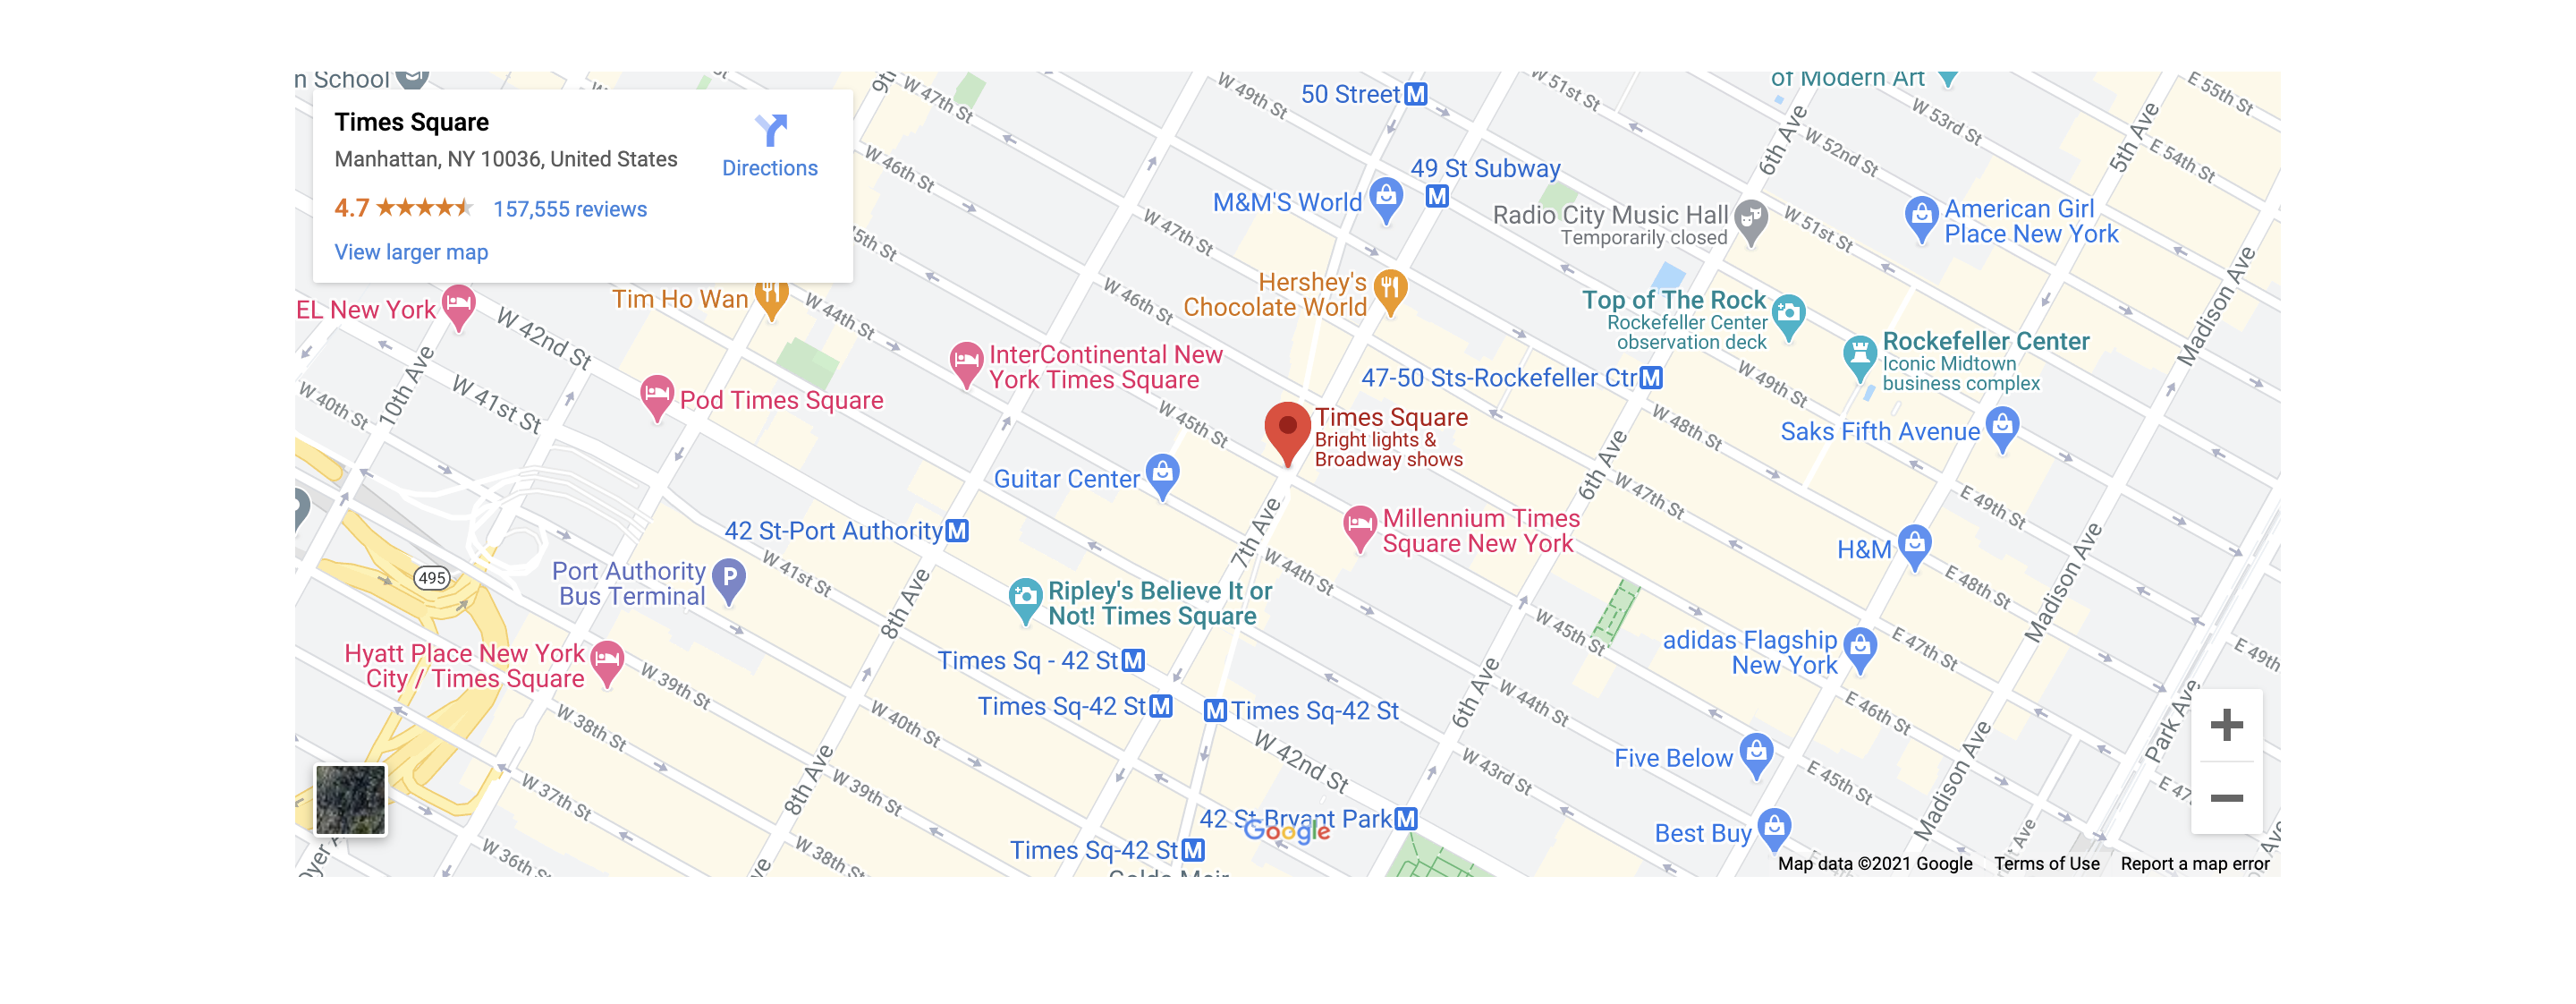 n School
Times Square
Manhattan, NY 10036, United States
Directions
4.7
157,555 reviews
View larger map
9th
W 47th St
W 46th St
W 49th St
50 Street M
W 51st St
of Modern Art
W 53rd St
E 55th St
5th Ave
E 54th St
6th Ave
W 52nd St
49 St Subway
M
M&M'S World
Radio City Music Hall
Temporarily closed
W 51st St
American Girl
Place New York
W 47th St
5th St
Hershey's
Chocolate World
W 46th St
Top of The Rock
Rockefeller Center
observation deck
Rockefeller Center
Iconic Midtown
business complex
Madison Ave
EL New York
Tim Ho Wan
W 44th St
W 42nd St
InterContinental New
York Times Square
47-50 Sts-Rockefeller Ctr M
W 49th St
10th Ave
W 41st St
W 40th St
Pod Times Square
W 45th St
Times Square
Bright lights &
Broadway shows
W 48th St
Saks Fifth Avenue
6th Ave
Guitar Center
W 47th St
E 49th St
7th Ave
Millennium Times
Square New York
42 St-Port Authority M
H&M
495
Port Authority
Bus Terminal
P
W 41st St
W 44th St
8th Ave
Ripley's Believe It or
Not! Times Square
E 48th St
Madison Ave
W 45th St
Hyatt Place New York
City / Times Square
Times Sq - 42 St M
adidas Flagship
New York
E 47th St
E 49th
W 39th St
Times Sq-42 St M
M Times Sq-42 St
6th Ave
W 44th St
E 46th St
Park Ave
W 38th St
W 40th St
W 42nd St
W 43rd St
Five Below
E 45th St
Madison Ave
E 47
8th Ave
W 39th St
W 37th St
42 St-Bryant Park M
Google
Best Buy
W 36th St
W 38th St
Times Sq-42 St M
Map data ©2021 Google
Terms of Use
Report a map error